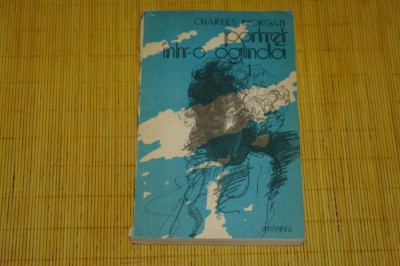 CHARLES MORGAN
portret
într-o oglindă